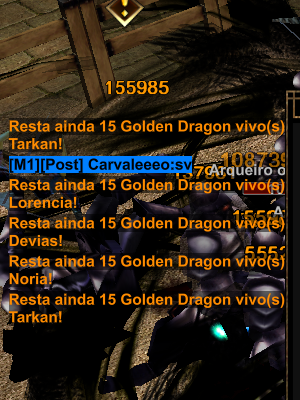 155985
Resta ainda 15 Golden Dragon vivo(s)
Tarkan!
[M1][Post] Carvaleeeo:sv
Resta ainda 15 Golden Dragon vivo(s)
Lorencia!
Resta ainda 15 Golden Dragon vivo(s)
Devias!
Resta ainda 15 Golden Dragon vivo(s)
Noria!
Resta ainda 15 Golden Dragon vivo(s)
Tarkan!
Arqueiro